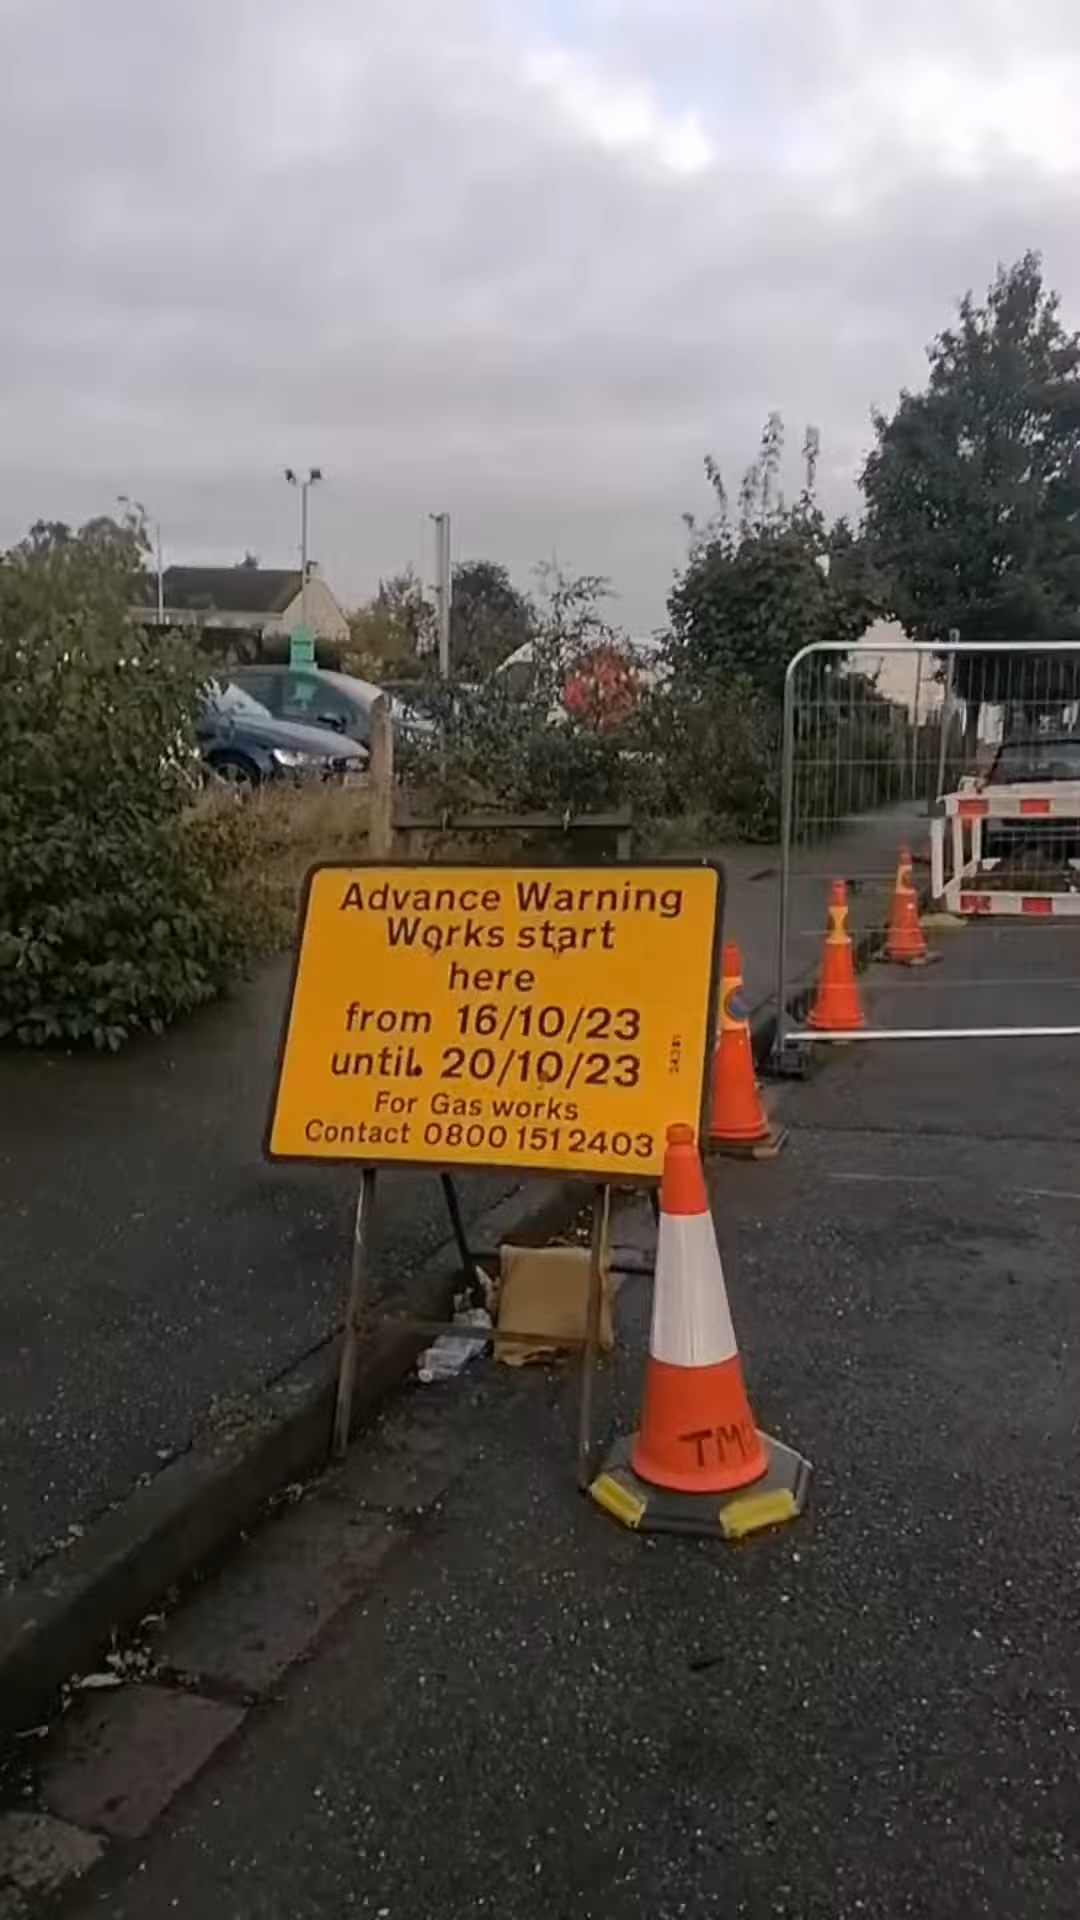 Advance Warning
Works start
here
from 16/10/23
until 20/10/23
For Gas works
Contact 0800 151 2403
TM